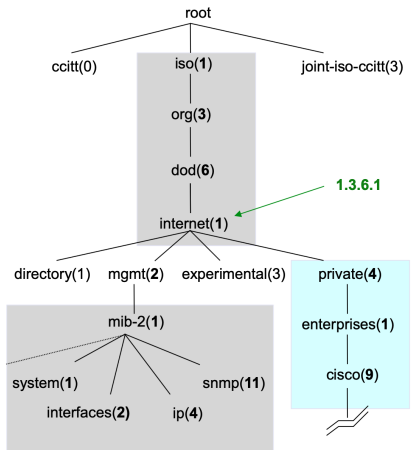 root
ccitt(0) iso(1) joint-iso-ccitt(3)
org(3)
dod(6)
1.3.6.1
internet(1)
directory(1) mgmt(2) experimental(3) private(4)
mib-2(1) enterprises(1)
system(1) snmp(11) cisco(9)
interfaces(2) ip(4)